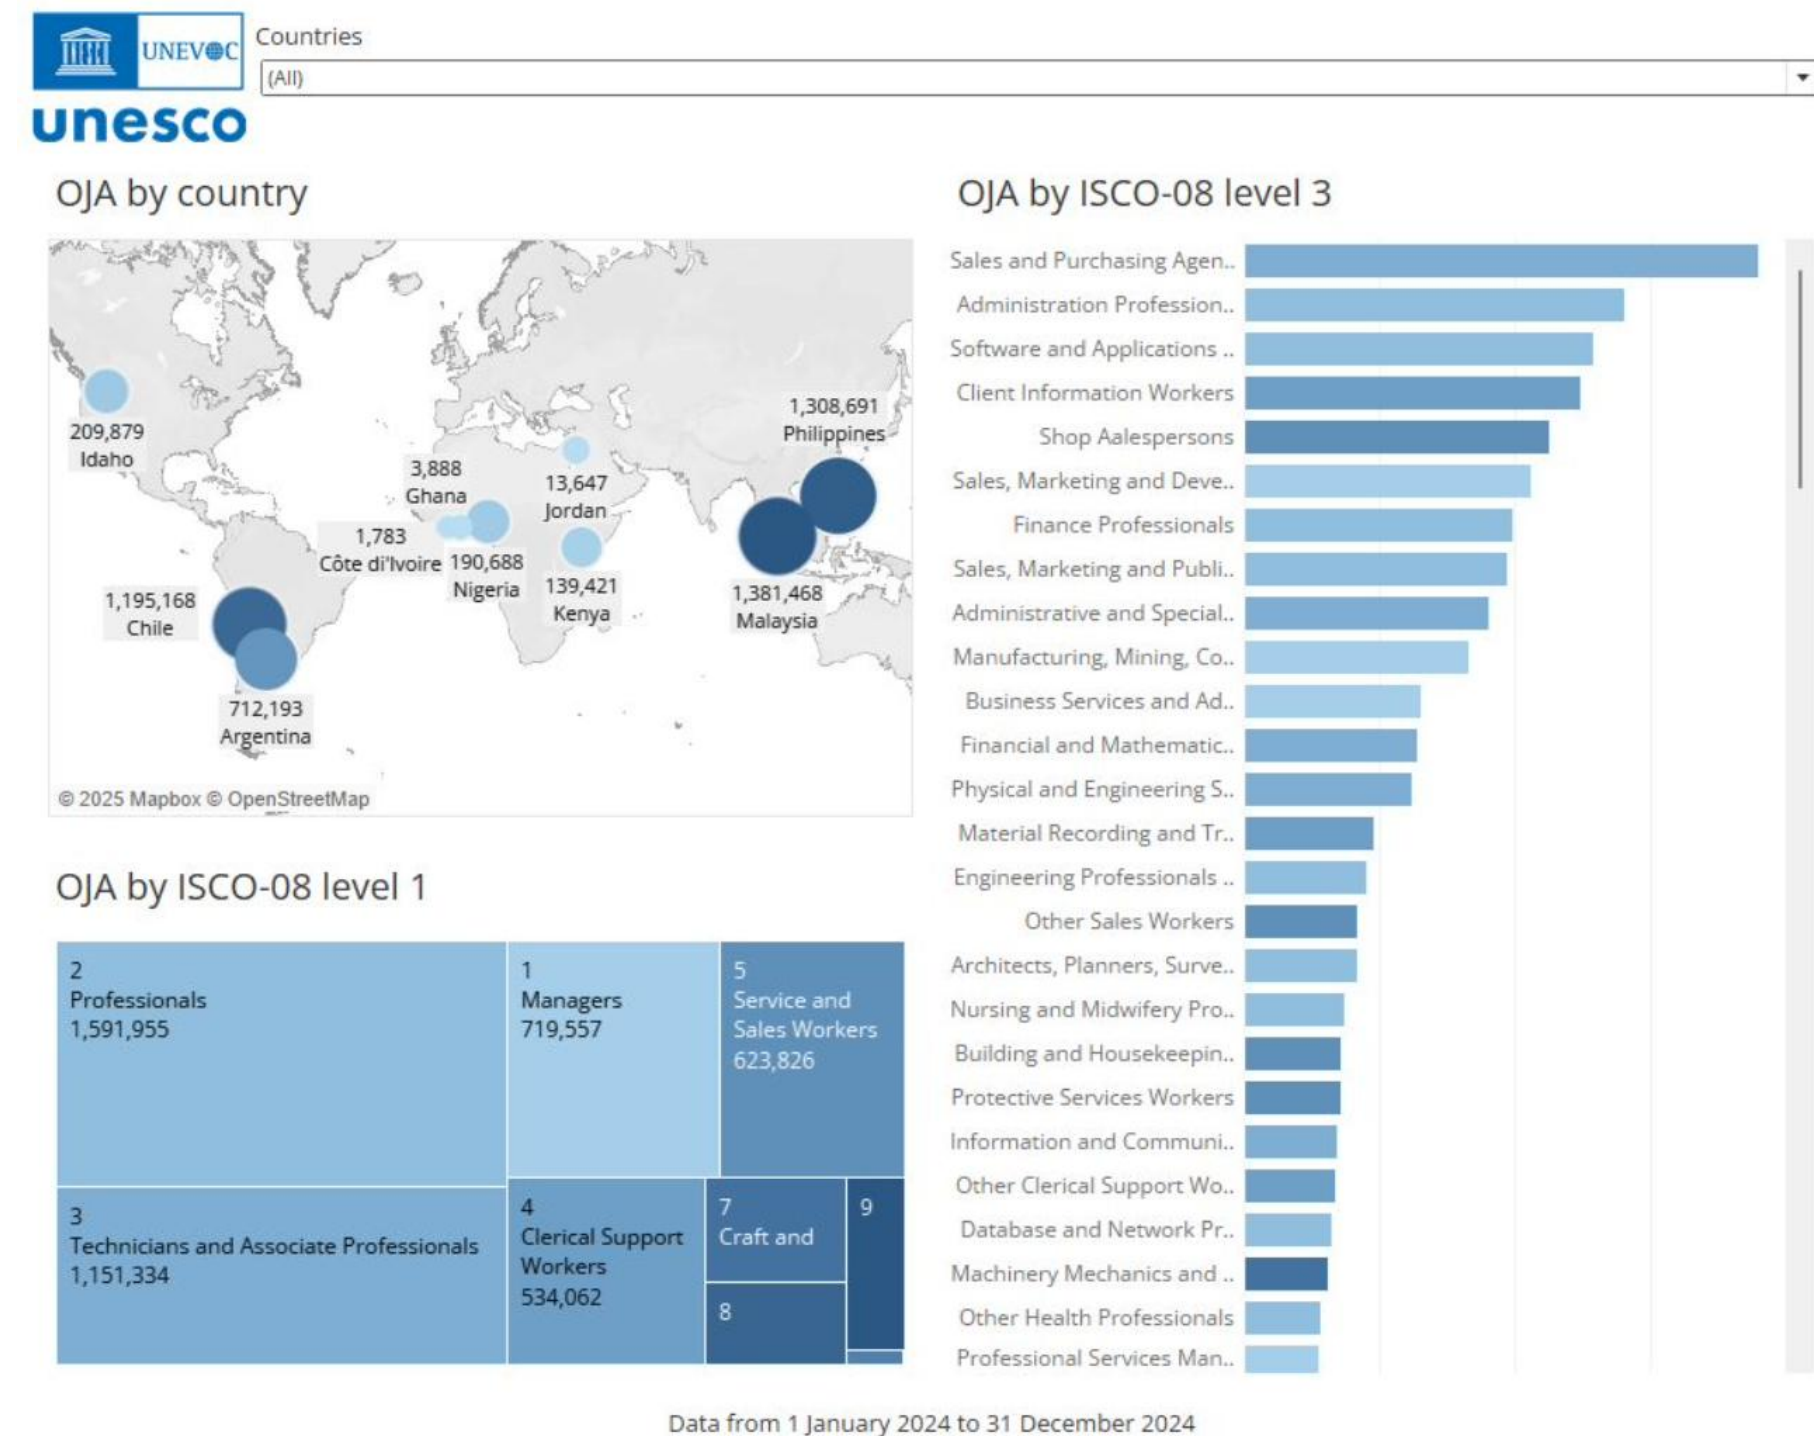 UNEVOC
unesco
Countries
(All)
OJA by country
209,879
Idaho
3,888
Ghana
1,783
Côte di'Ivoire
190,688
Nigeria
13,647
Jordan
139,421
Kenya
1,308,691
Philippines
1,381,468
Malaysia
1,195,168
Chile
712,193
Argentina
© 2025 Mapbox © OpenStreetMap
OJA by ISCO-08 level 1
2
Professionals
1,591,955
3
Technicians and Associate Professionals
1,151,334
1
Managers
719,557
5
Service and
Sales Workers
623,826
4
Clerical Support
Workers
534,062
7
Craft and
8
9
OJA by ISCO-08 level 3
Sales and Purchasing Agen..
Administration Profession..
Software and Applications ..
Client Information Workers
Shop Aalespersons
Sales, Marketing and Deve..
Finance Professionals
Sales, Marketing and Publi..
Administrative and Special..
Manufacturing, Mining, Co..
Business Services and Ad..
Financial and Mathematic..
Physical and Engineering S..
Material Recording and Tr..
Engineering Professionals ..
Other Sales Workers
Architects, Planners, Surve..
Nursing and Midwifery Pro..
Building and Housekeepin..
Protective Services Workers
Information and Communi..
Other Clerical Support Wo..
Database and Network Pr..
Machinery Mechanics and ..
Other Health Professionals
Professional Services Man..
Data from 1 January 2024 to 31 December 2024